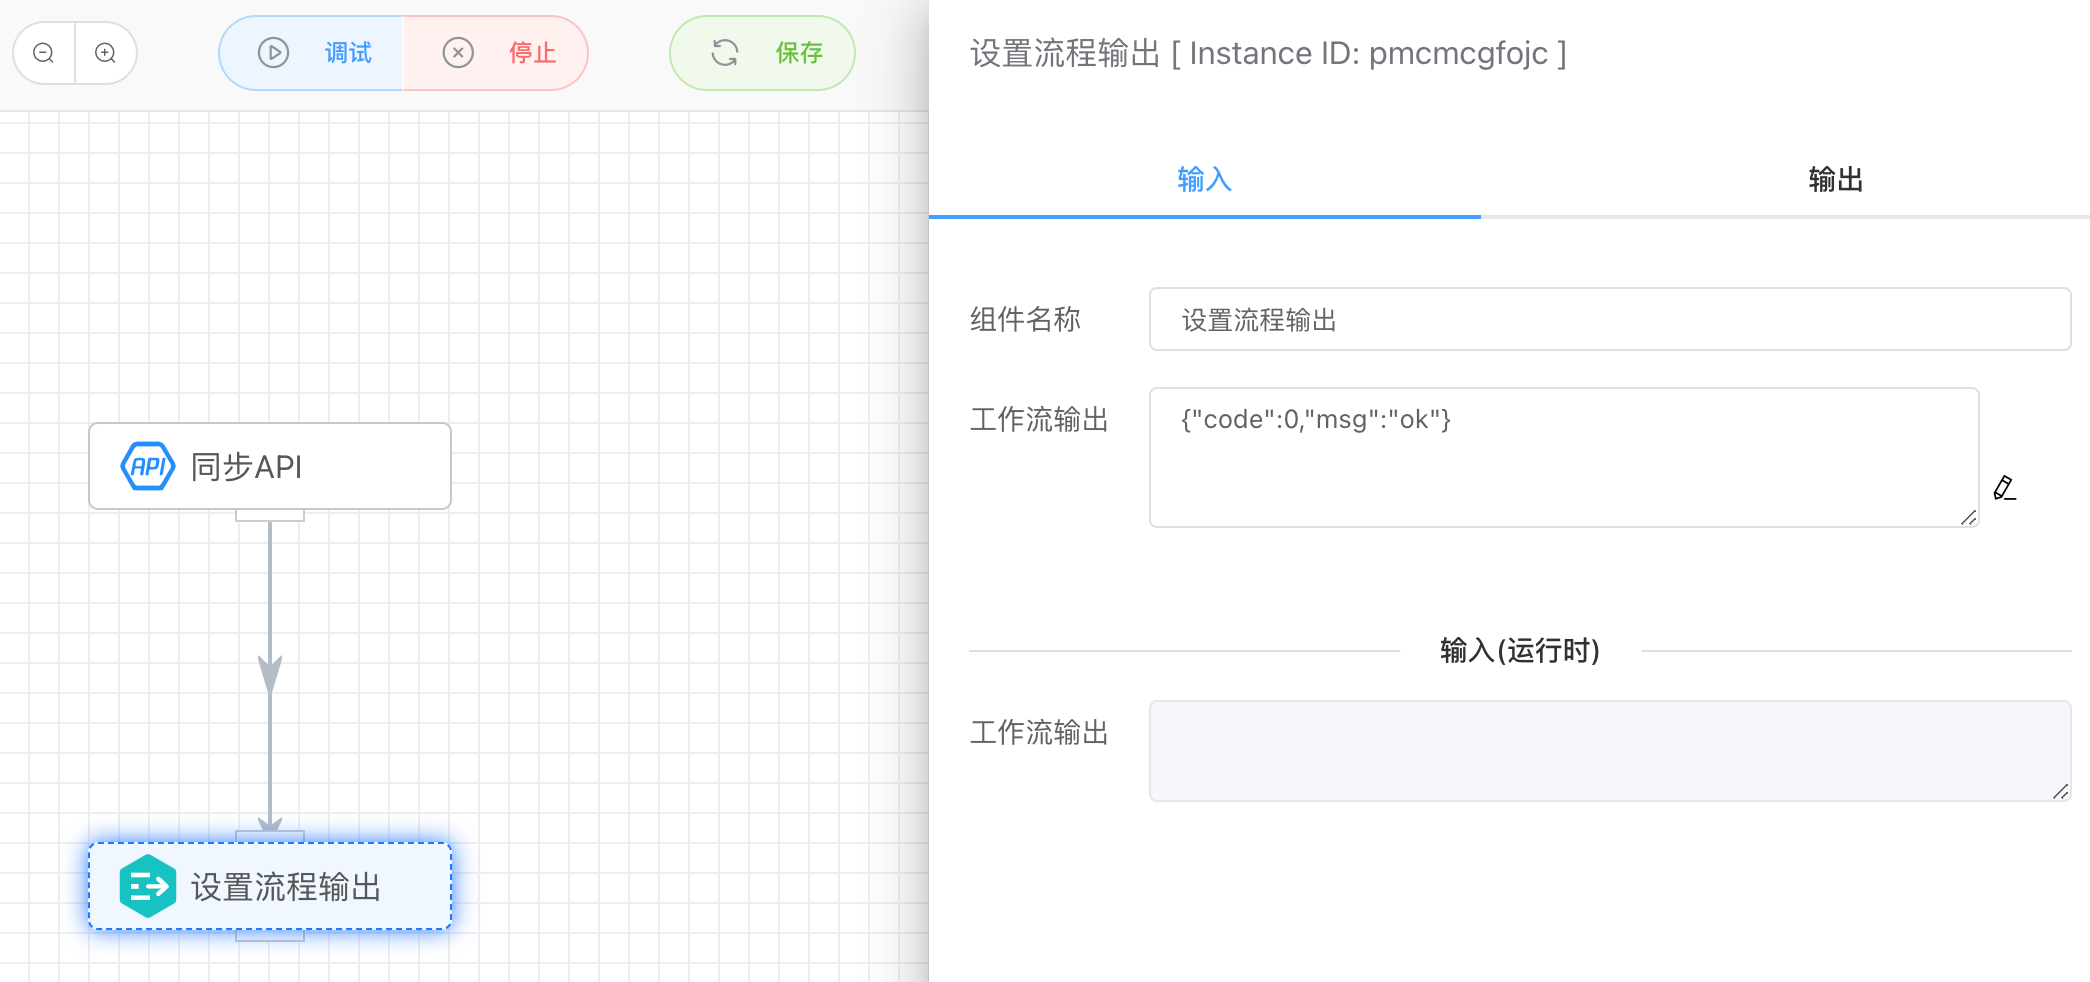 调试
停止
保存
API
同步API
设置流程输出
设置流程输出 [ Instance ID: pmcmcgfojc ]
输入
输出
组件名称
设置流程输出
工作流输出
{"code":0,"msg":"ok"}
输入(运行时)
工作流输出